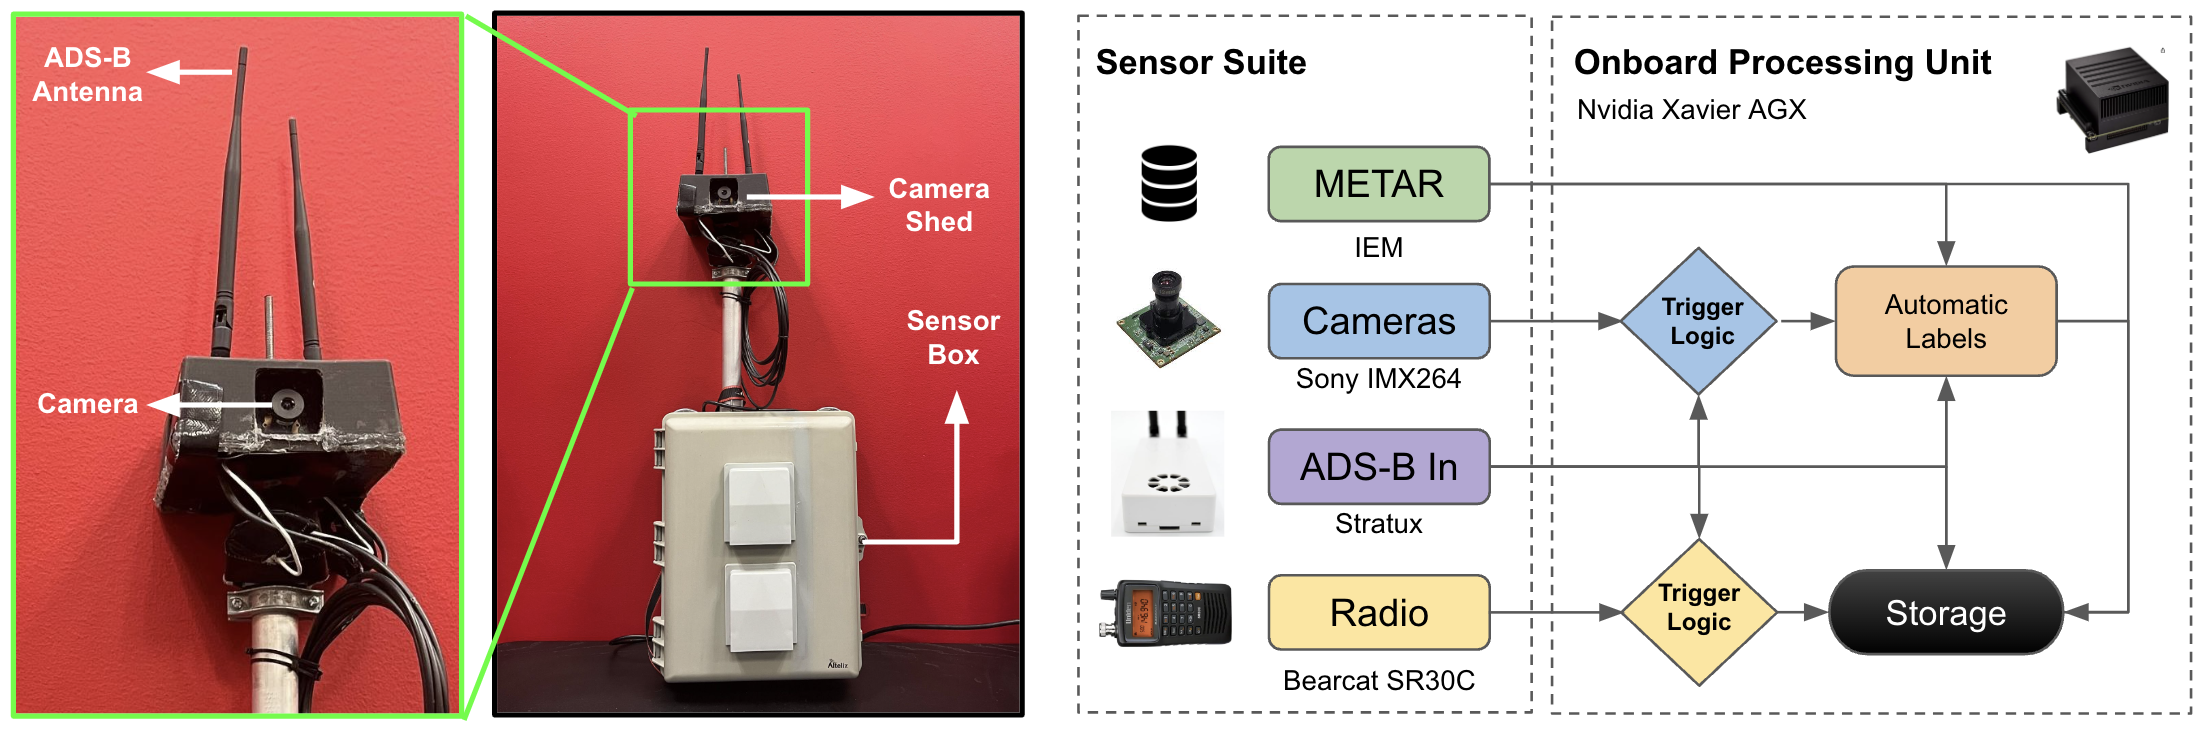 ADS-B
Antenna
Camera
Camera
Shed
Sensor
Box
Altelix
Sensor Suite
METAR
IEM
Cameras
Sony IMX264
ADS-B In
Stratux
Radio
Bearcat SR30C
Onboard Processing Unit
Nvidia Xavier AGX
Trigger
Logic
Automatic
Labels
Trigger
Logic
Storage